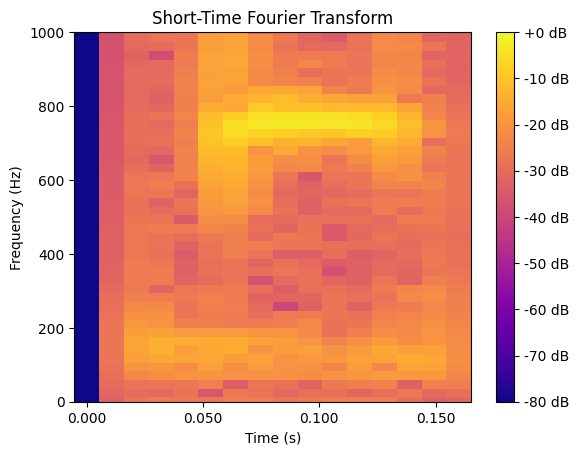 Short-Time Fourier Transform
1000
800
600
400
200
0
Frequency (Hz)
0.000
0.050
0.100
0.150
Time (s)
+0 dB
-10 dB
-20 dB
-30 dB
-40 dB
-50 dB
-60 dB
-70 dB
-80 dB